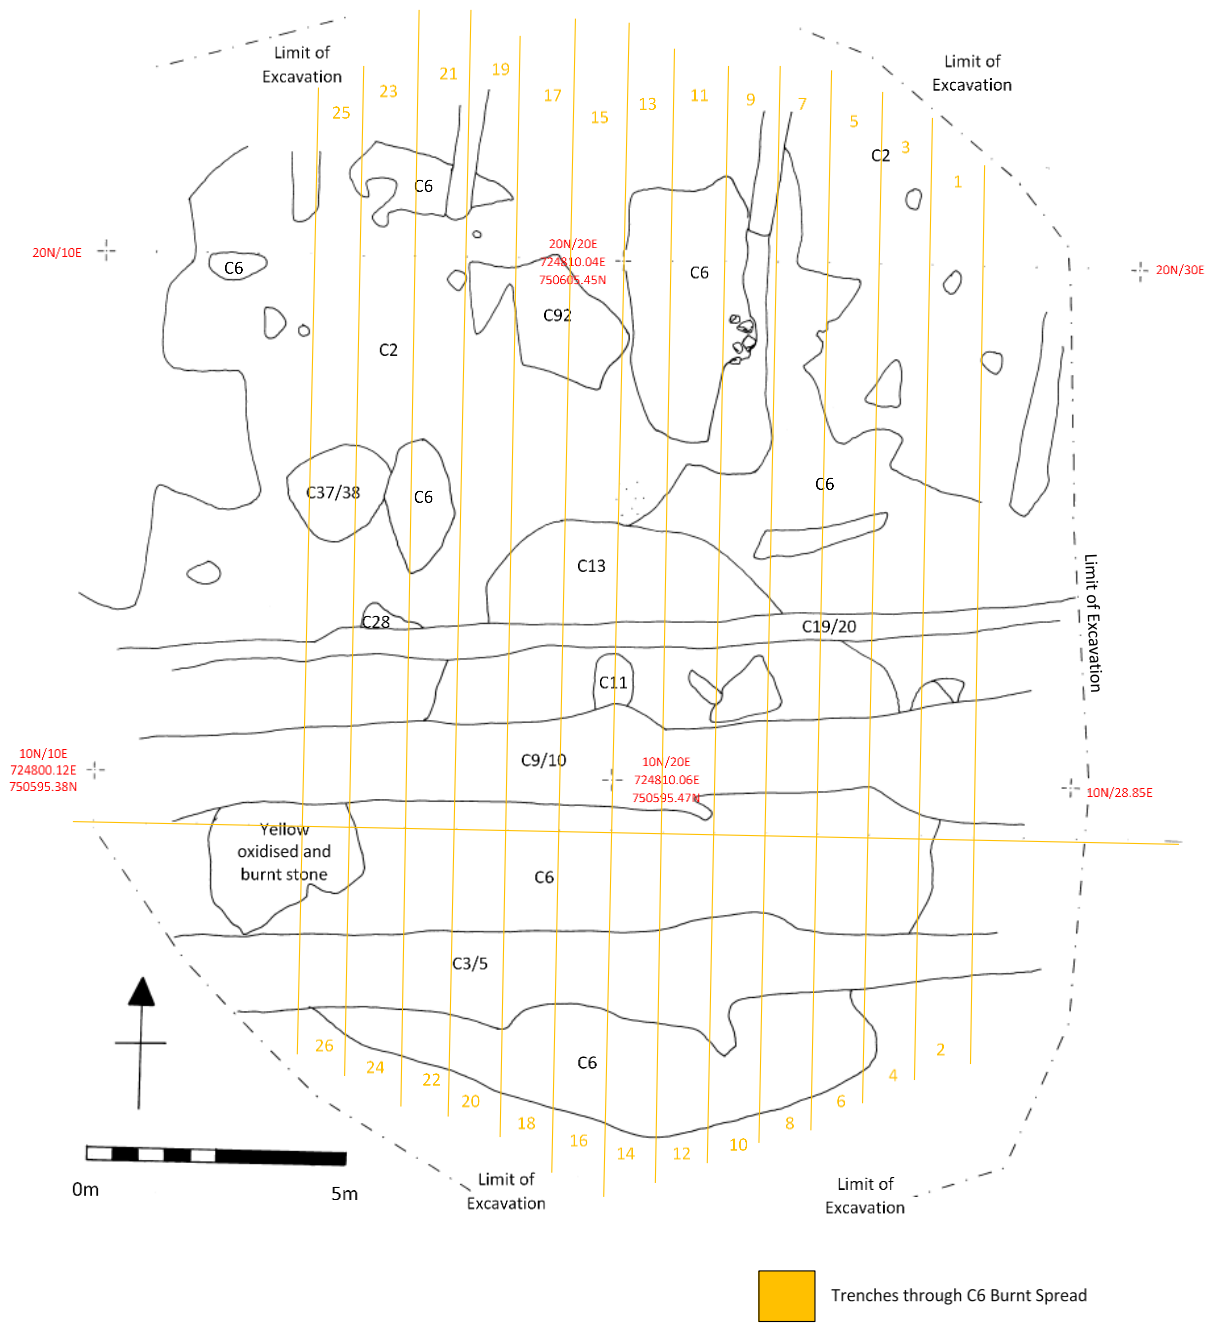 Limit of
Excavation
Limit of
Excavation
25
23
21
19
17
15
13
11
9
7
5
3
1
C2
C6
20N/10E
C6
20N/20E
724810.04E
750605.45N
C6
20N/30E
C92
C2
C37/38
C6
C6
C13
C28
C19/20
Limit of Excavation
C11
10N/10E
724800.12E
750595.38N
C9/10
10N/20E
724810.06E
750595.47N
10N/28.85E
Yellow
oxidised and
burnt stone
C6
C3/5
C6
26
24
22
20
18
16
14
12
10
8
6
4
2
0m
5m
Limit of
Excavation
Limit of
Excavation
Trenches through C6 Burnt Spread